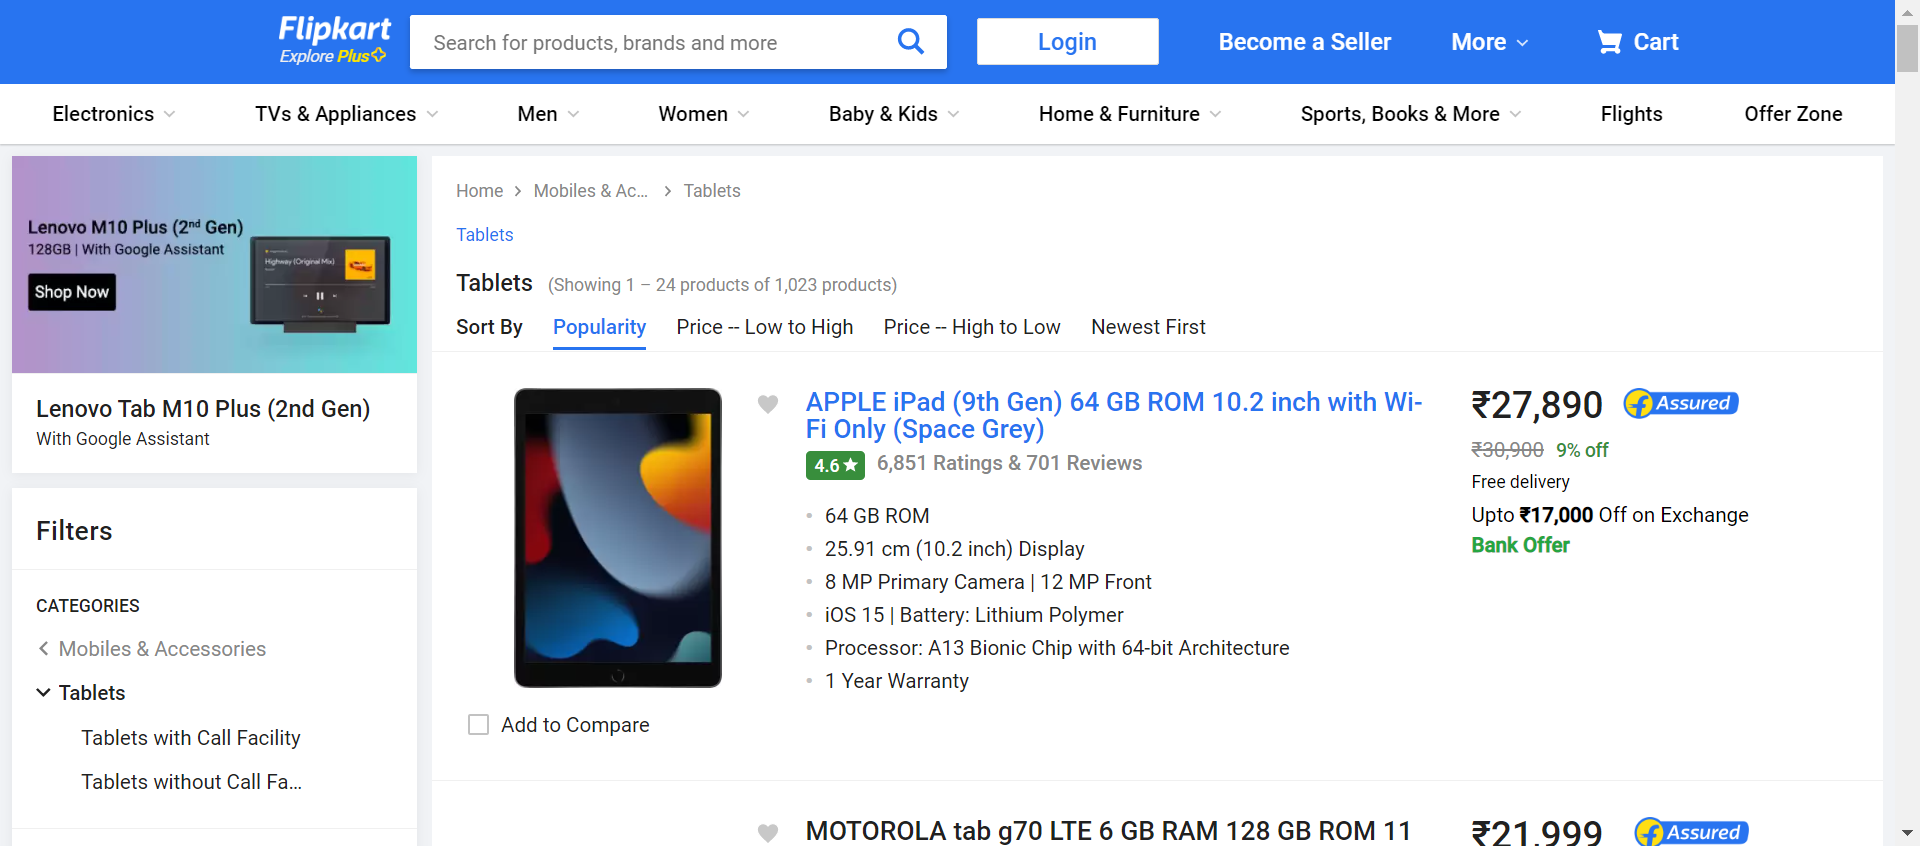 Flipkart
Explore Plus
Search for products, brands and more
Login
Become a Seller
More
Cart
Electronics
TVs & Appliances
Men
Women
Baby & Kids
Home & Furniture
Sports, Books & More
Flights
Offer Zone
Lenovo M10 Plus (2nd Gen)
128GB | With Google Assistant
Shop Now
Highway (Original Mix)
Lenovo Tab M10 Plus (2nd Gen)
With Google Assistant
Filters
CATEGORIES
Mobiles & Accessories
Tablets
Tablets with Call Facility
Tablets without Call Fa...
Home
Mobiles & Ac...
Tablets
Tablets
Tablets (Showing 1 – 24 products of 1,023 products)
Sort By Popularity Price -- Low to High Price -- High to Low Newest First
APPLE iPad (9th Gen) 64 GB ROM 10.2 inch with Wi-
Fi Only (Space Grey)
4.6 ★ 6,851 Ratings & 701 Reviews
64 GB ROM
25.91 cm (10.2 inch) Display
8 MP Primary Camera | 12 MP Front
iOS 15 | Battery: Lithium Polymer
Processor: A13 Bionic Chip with 64-bit Architecture
1 Year Warranty
Add to Compare
₹27,890 Assured
₹30,900 9% off
Free delivery
Upto ₹17,000 Off on Exchange
Bank Offer
MOTOROLA tab g70 LTE 6 GB RAM 128 GB ROM 11
₹21,999 Assured